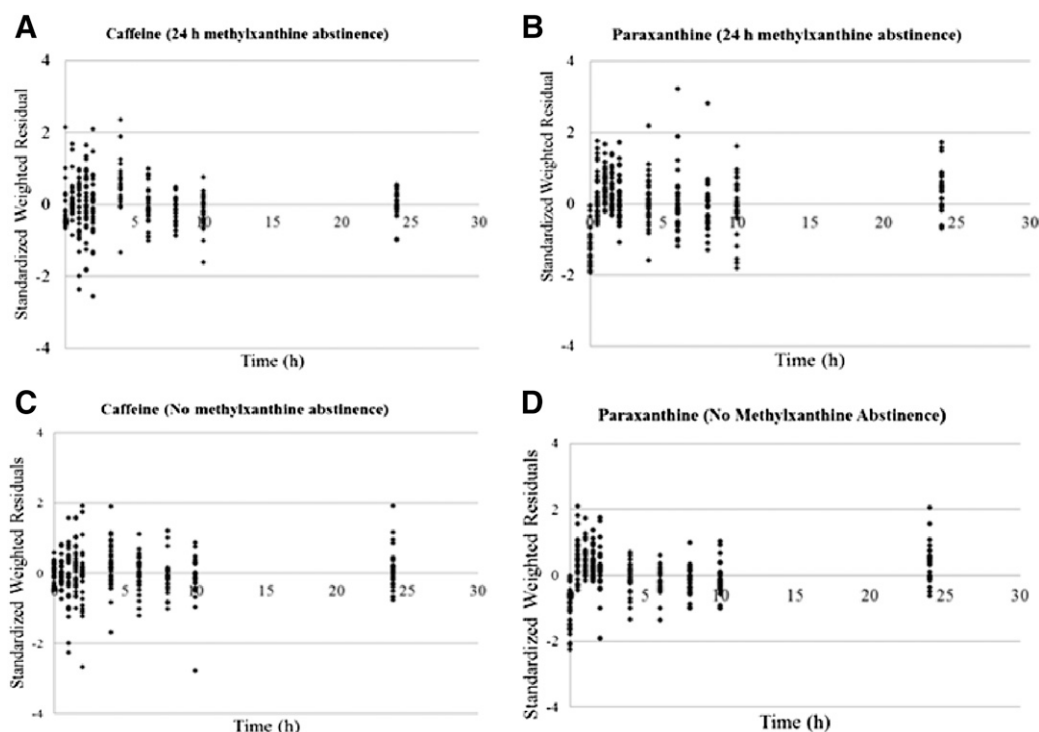 A
Caffeine (24 h methylxanthine abstinence)
Standardized Weighted Residual
4
2
0
-2
-4
5
10
15
20
25
30
Time (h)
B
Paraxanthine (24 h methylxanthine abstinence)
Standardized Weighted Residual
4
2
0
-2
-4
0
5
10
15
20
25
30
Time (h)
C
Caffeine (No methylxanthine abstinence)
Standardized Weighted Residuals
4
2
0
-2
-4
0
5
10
15
20
25
30
Time (h)
D
Paraxanthine (No Methylxanthine Abstinence)
Standardized Weighted Residuals
4
2
0
-2
-4
0
5
10
15
20
25
30
Time (h)